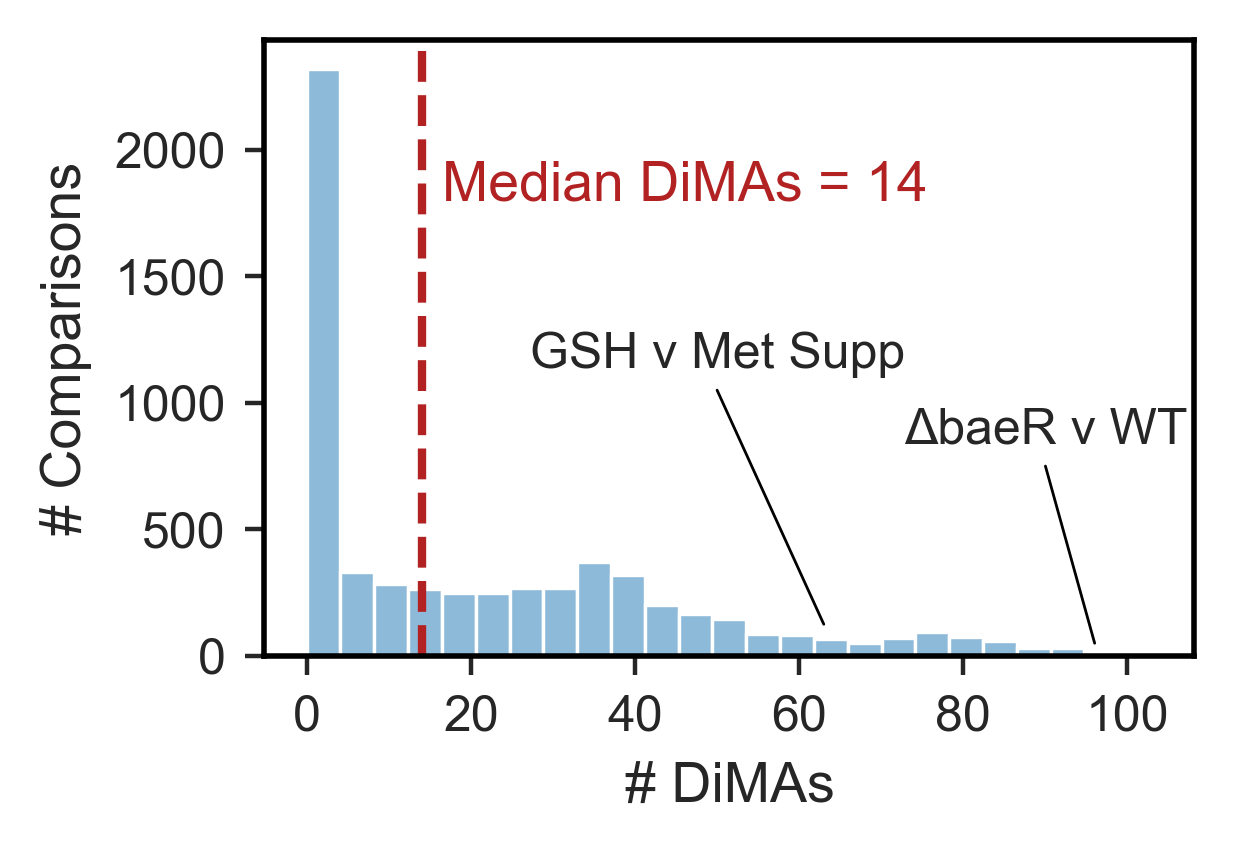 # Comparisons
2000
1500
1000
500
0
Median DiMAs = 14
GSH v Met Supp
ΔbaeR v WT
0 20 40 60 80 100
# DiMAs